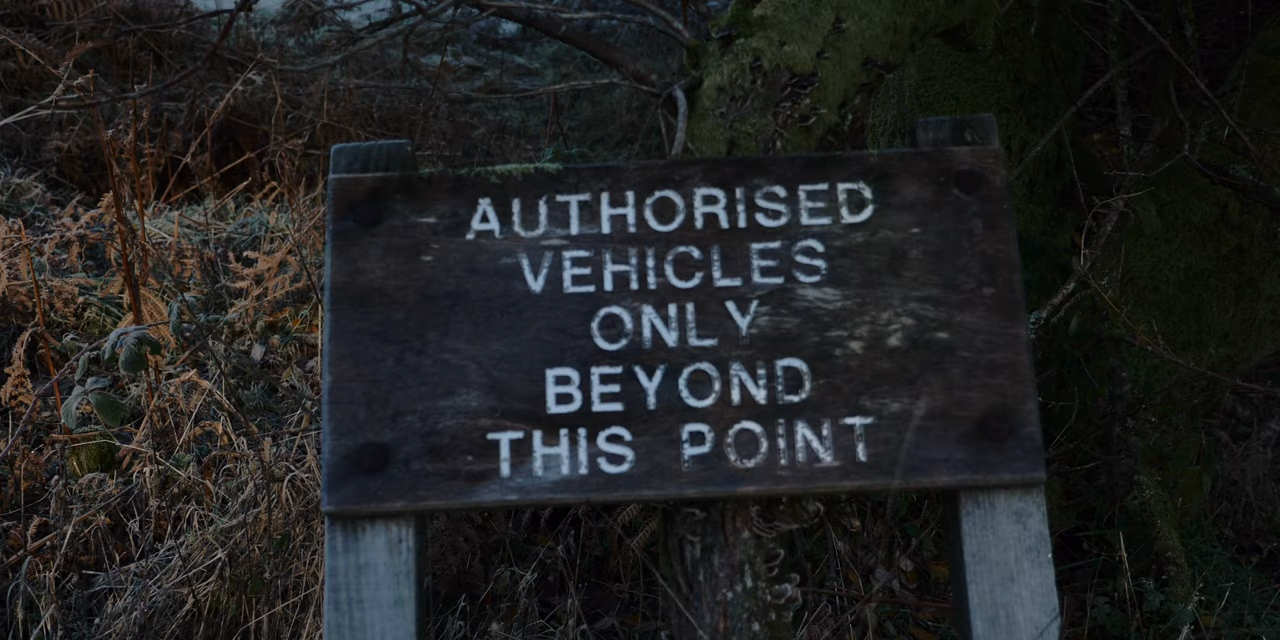 AUTHORISED
VEHICLES
ONLY
BEYOND
THIS POINT